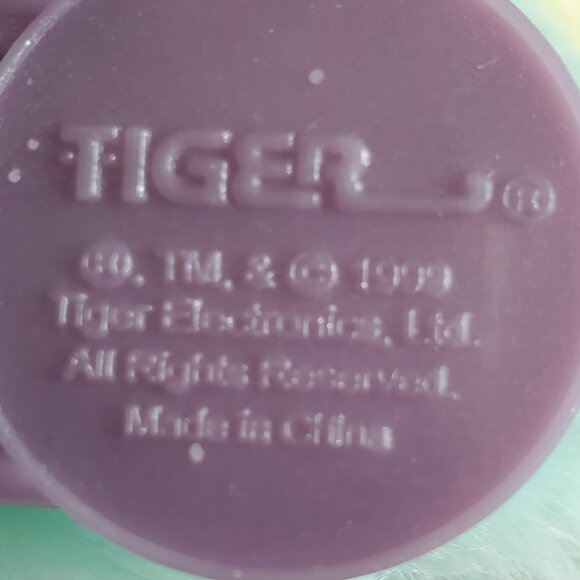 TIGER ®
®, TM, & © 1999
Tiger Electronics, Ltd.
All Rights Reserved.
Made in China